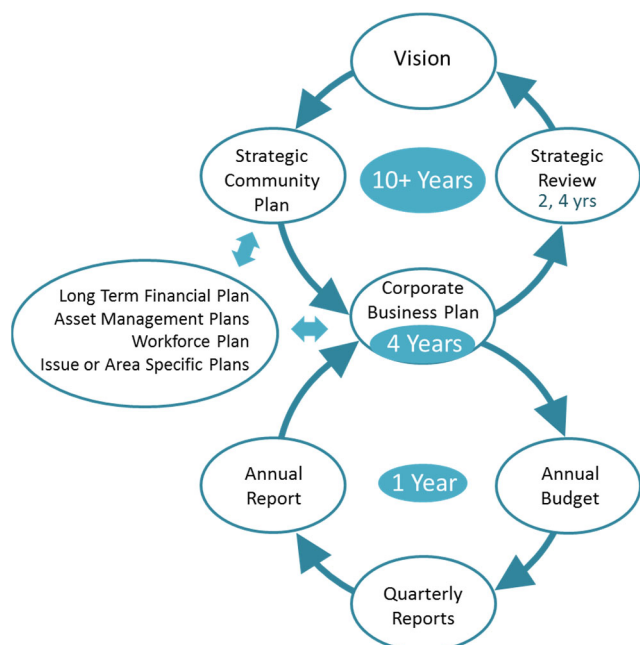 Vision
Strategic
Community
Plan
10+ Years
Strategic
Review
2, 4 yrs
Long Term Financial Plan
Asset Management Plans
Workforce Plan
Issue or Area Specific Plans
Corporate
Business Plan
4 Years
Annual
Report
1 Year
Annual
Budget
Quarterly
Reports